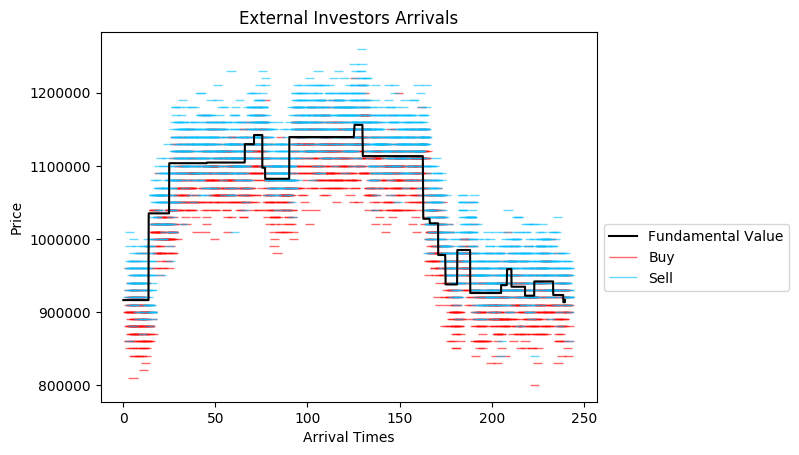 External Investors Arrivals
Price
1200000
1100000
1000000
900000
800000
0 50 100 150 200 250
Arrival Times
Fundamental Value
Buy
Sell